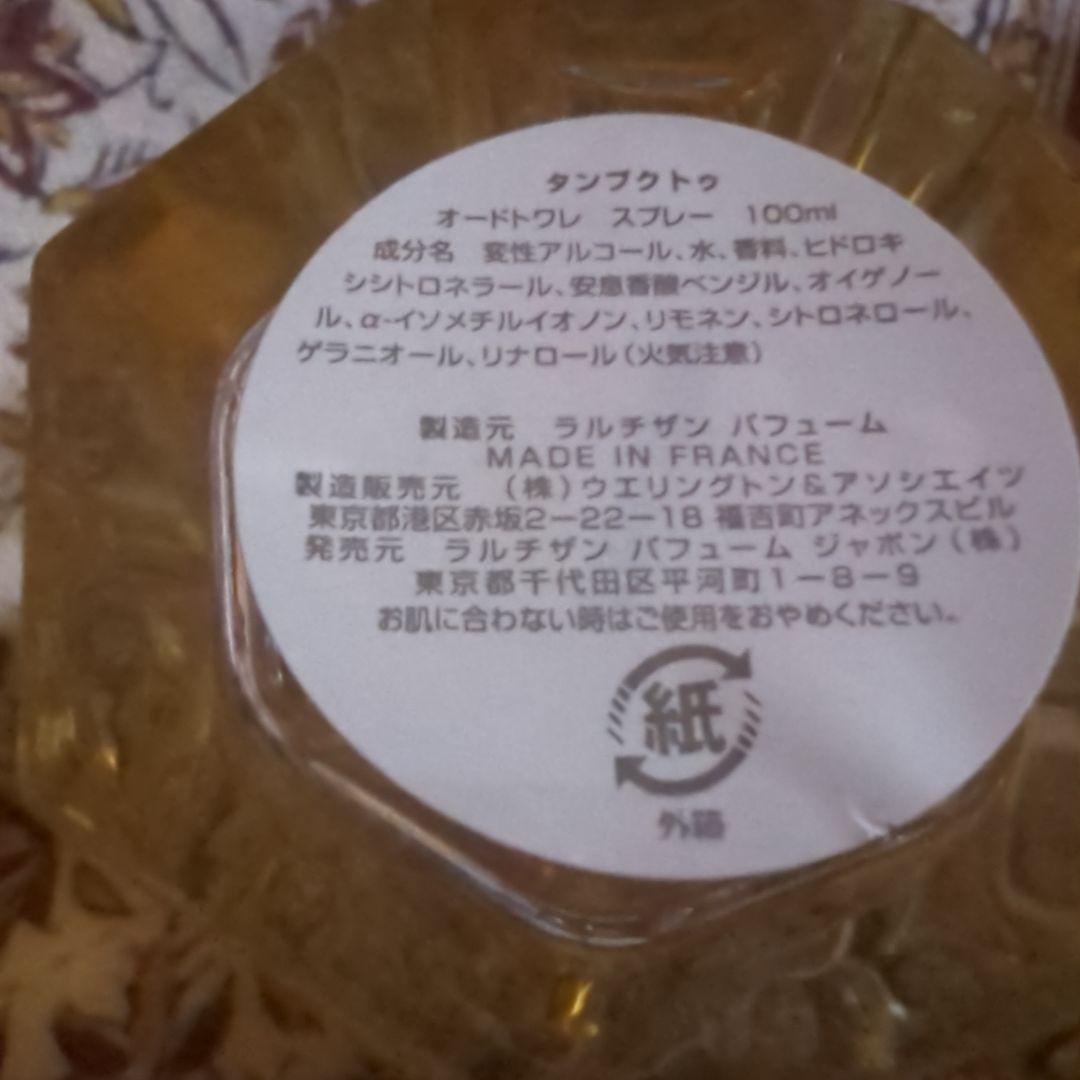 タンブクトゥ
オードトワレ スプレー 100ml
成分名 変性アルコール、水、香料、ヒドロキ
シシトロネラール、安息香酸ベンジル、オイゲノー
ル、α-イソメチルイオノン、リモネン、シトロネロール、
ゲラニオール、リナロール（火気注意）
製造元 ラルチザン パフューム
MADE IN FRANCE
製造販売元 （株）ウエリングトン&アソシエイツ
東京都港区赤坂2－22－18 福吉町アネックスビル
発売元 ラルチザン パフューム ジャポン（株）
東京都千代田区平河町1－8－9
お肌に合わない時はご使用をおやめください。
紙
外箱